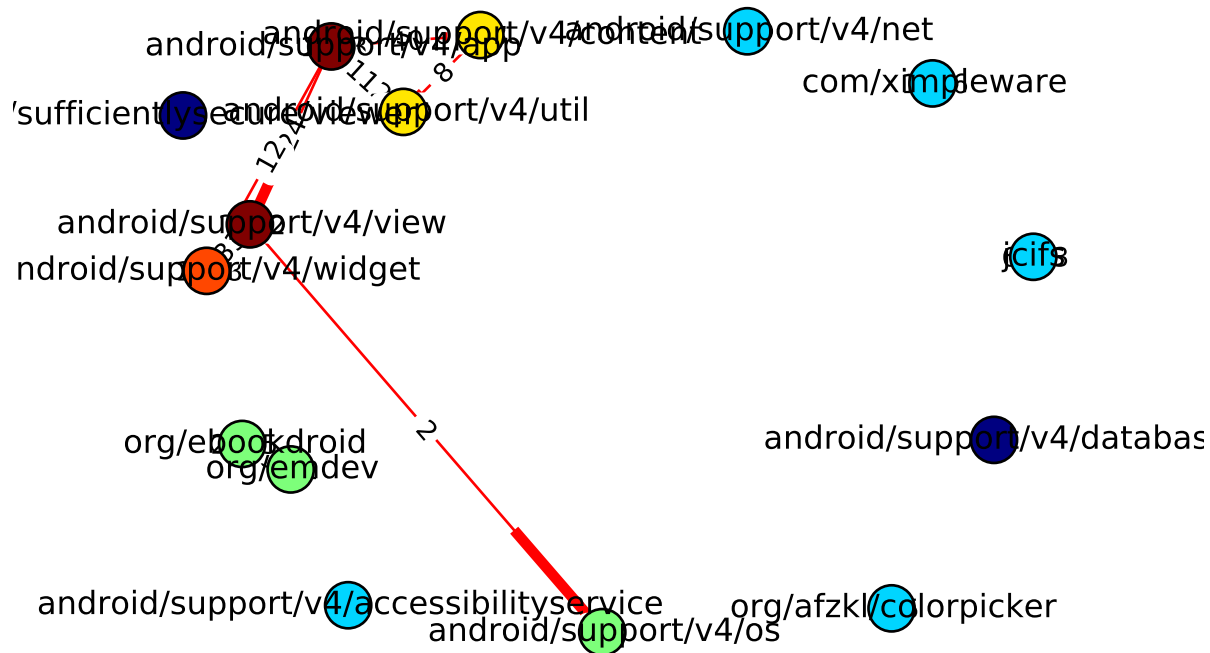 android/support/v4/content
android/support/v4/net
android/support/v4/app
com/ximpleware
8
/sufficientlysecure/viewer
android/support/v4/util
android/support/v4/view
ndroid/support/v4/widget
jcifs
2
android/support/v4/databas
org/ebookdroid
org/emdev
android/support/v4/accessibilityservice
org/afzkl/colorpicker
android/support/v4/os